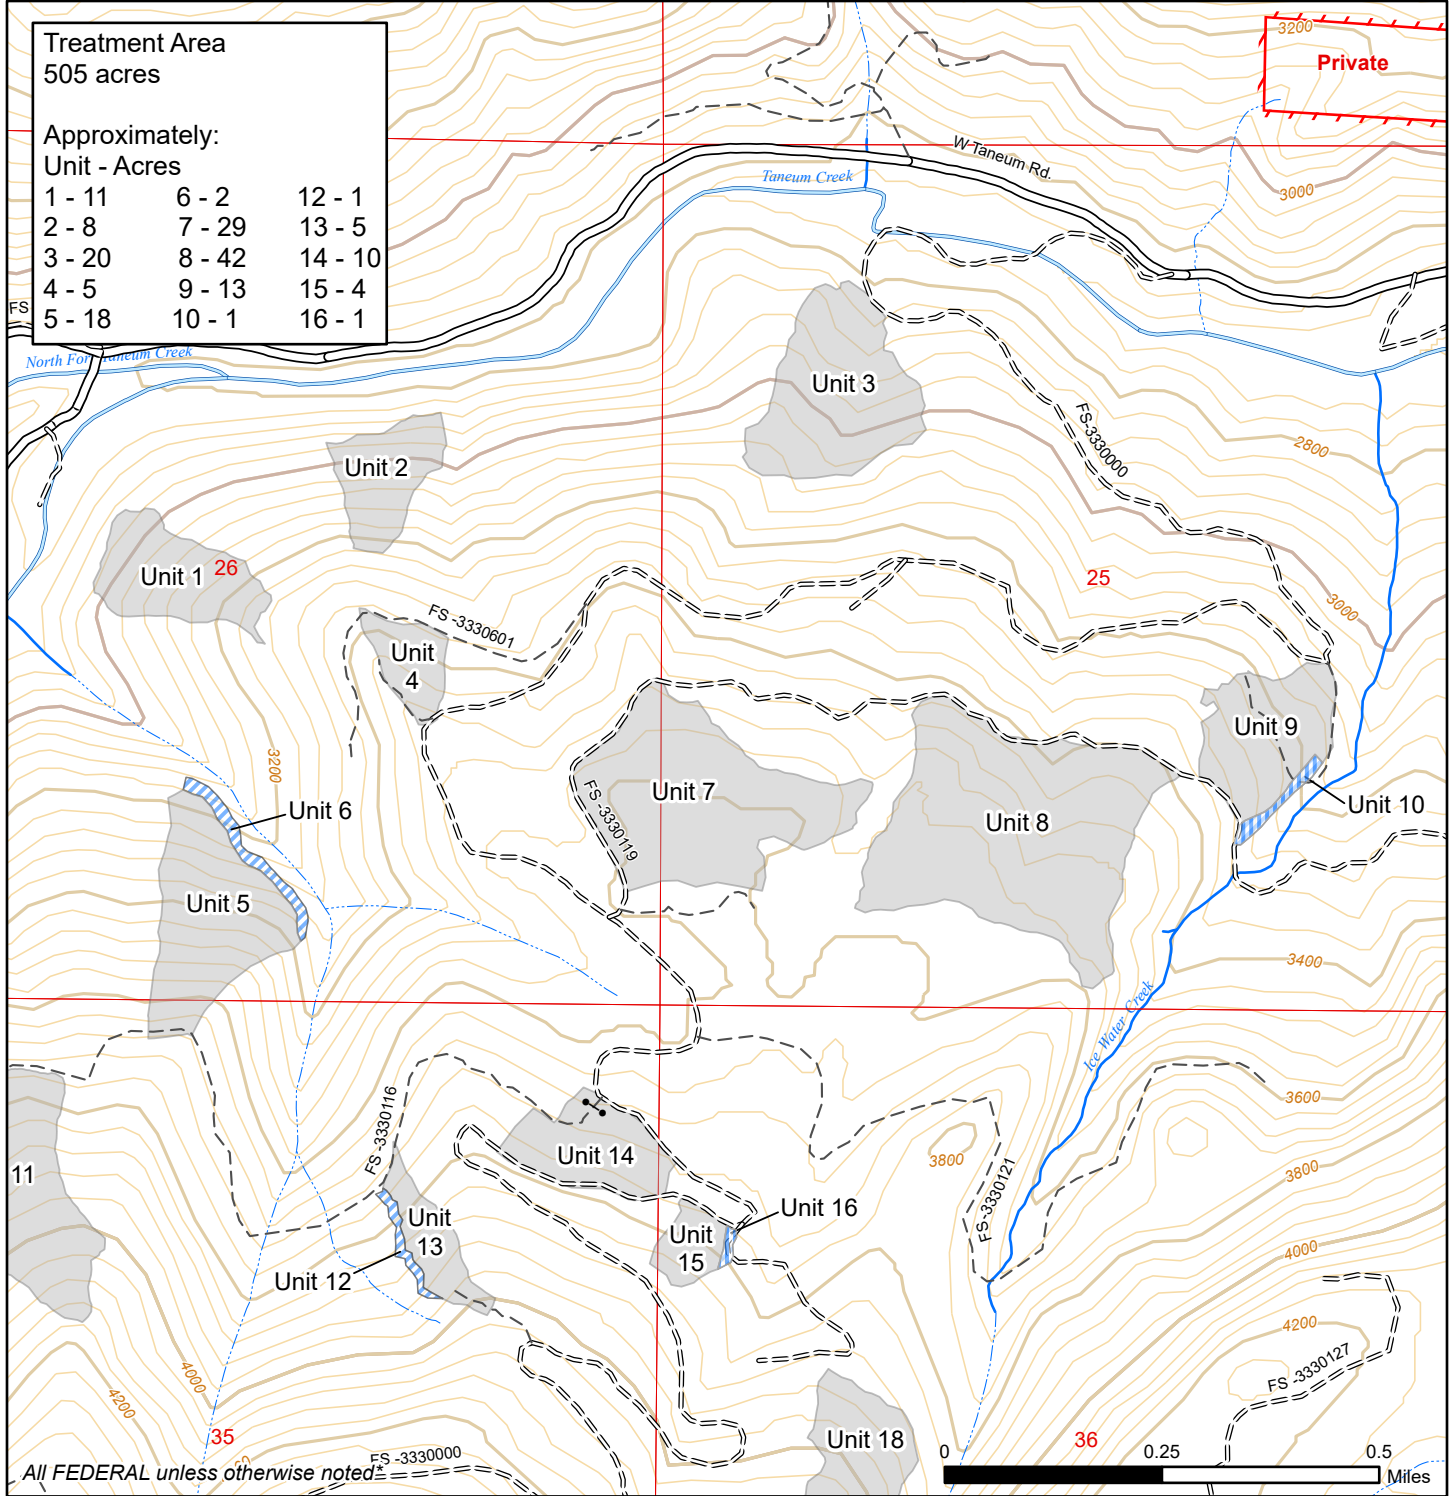 Treatment Area
505 acres
Approximately:
Unit - Acres
1 - 11 6 - 2 12 - 1
2 - 8 7 - 29 13 - 5
3 - 20 8 - 42 14 - 10
4 - 5 9 - 13 15 - 4
5 - 18 10 - 1 16 - 1
3200
Private
W Taneum Rd.
Taneum Creek
3000
FS
North For Taneum Creek
Unit 3
FS-3330000
2800
Unit 2
Unit 1
26
25
3000
FS -3330601
Unit
4
Unit 9
3200
Unit 6
Unit 7
Unit 8
Unit 10
FS -3330119
Unit 5
3400
Ice Water Creek
3600
FS -3330116
Unit 14
3800
3800
11
FS -3330121
Unit 16
Unit
13
Unit
15
4000
Unit 12
4200
FS -3330127
4000
4200
35
Unit 18
36
0 0.25 0.5
Miles
FS -3330000
All FEDERAL unless otherwise noted*